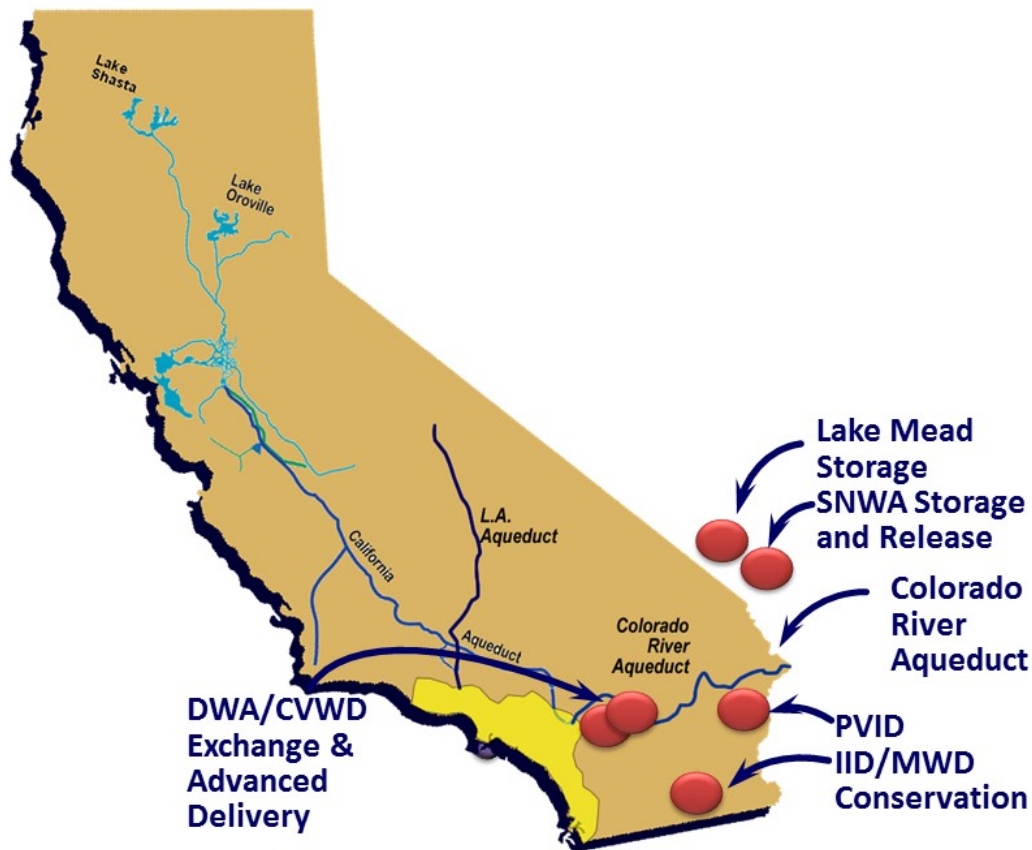 Lake
Shasta
Lake
Oroville
Lake Mead
Storage
SNWA Storage
and Release
L.A.
Aqueduct
California
Aqueduct
Colorado
River
Aqueduct
Colorado
River
Aqueduct
DWA/CVWD
Exchange &
Advanced
Delivery
PVID
IID/MWD
Conservation